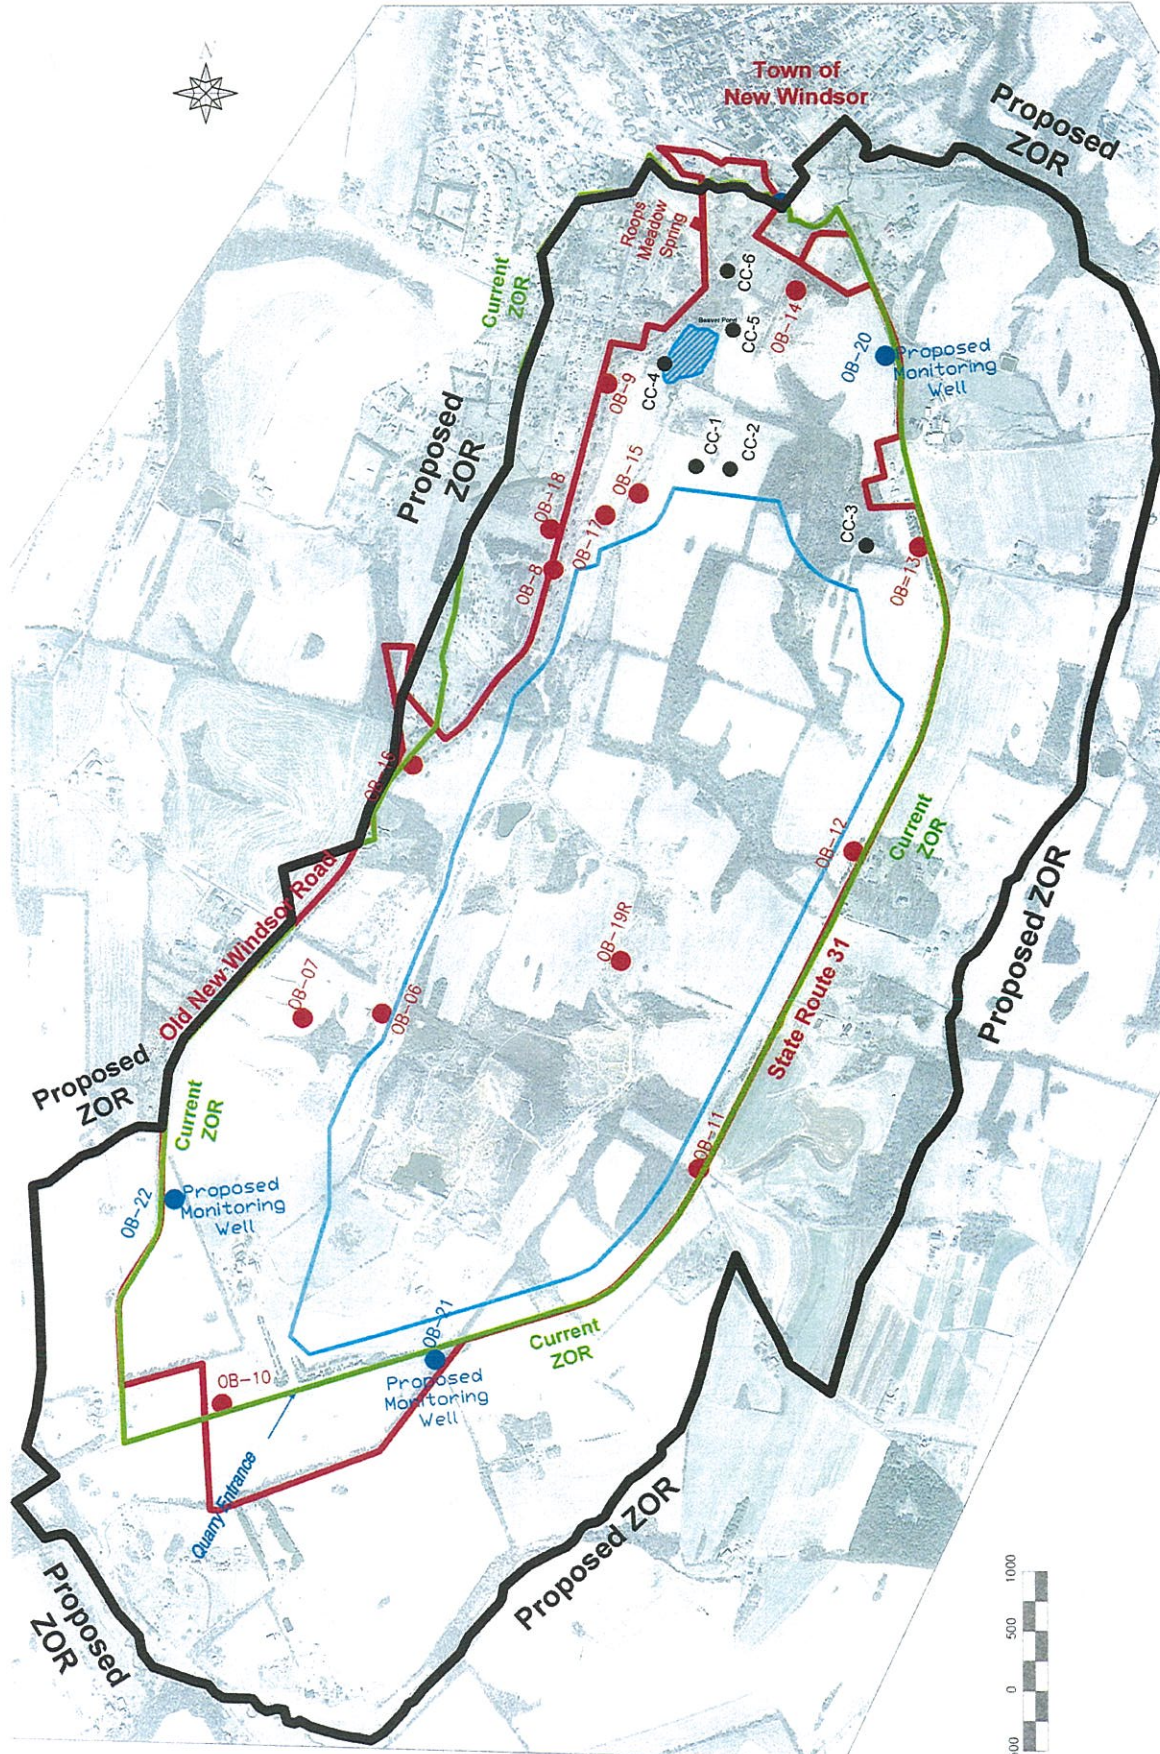 Town of
New Windsor
Proposed
ZOR
Roops
Meadow
Spring
Current
ZOR
CC-6
Beaver Pond
CC-5
OB-14
CC-4
OB-20
Proposed
Monitoring
Well
OB-9
Proposed
ZOR
CC-1
CC-2
OB-15
OB-18
OB-17
CC-3
OB-8
OB=13
OB-16
Current
ZOR
OB-12
Old New Windsor Road
OB-19R
Proposed ZOR
OB-07
OB-06
State Route 31
Proposed
ZOR
Current
ZOR
OB=11
OB-22
Proposed
Monitoring
Well
OB-21
Current
ZOR
OB-10
Proposed
Monitoring
Well
Quarry Entrance
Proposed ZOR
Proposed
ZOR
1000
500
0